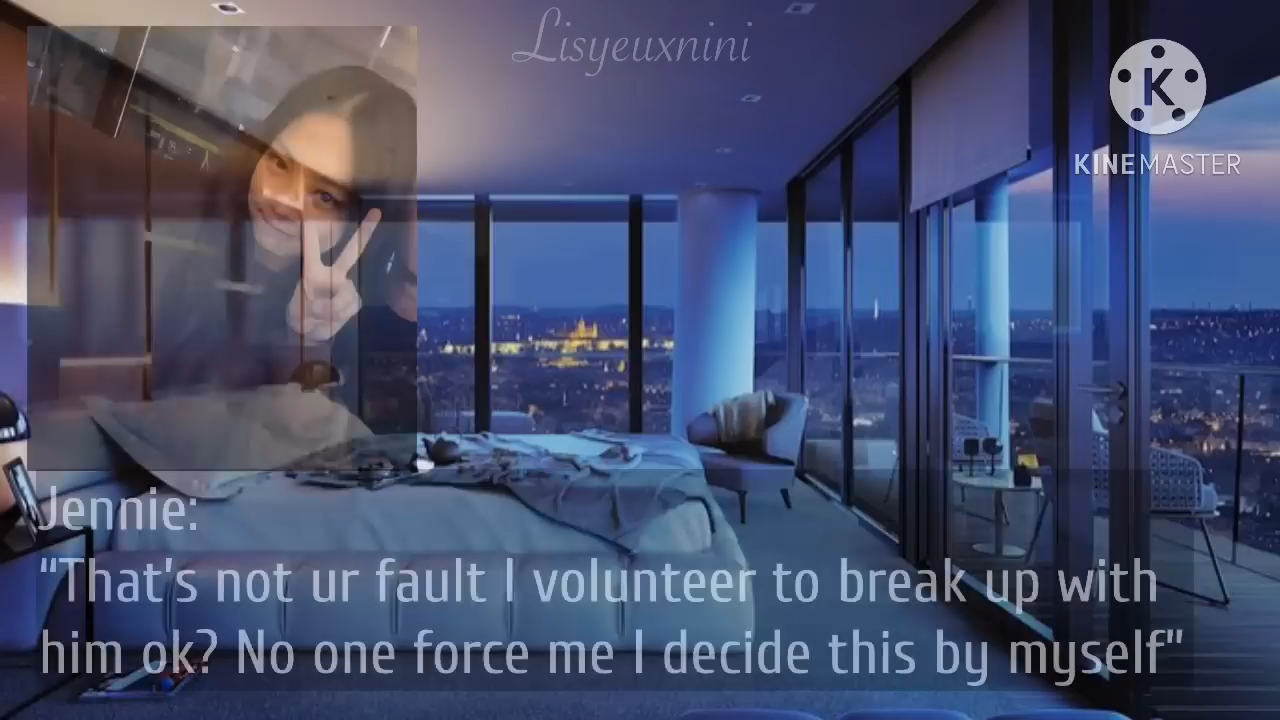 Lisyeuxnini
K
KINEMASTER
Jennie:
"That's not ur fault I volunteer to break up with
him ok? No one force me I decide this by myself"